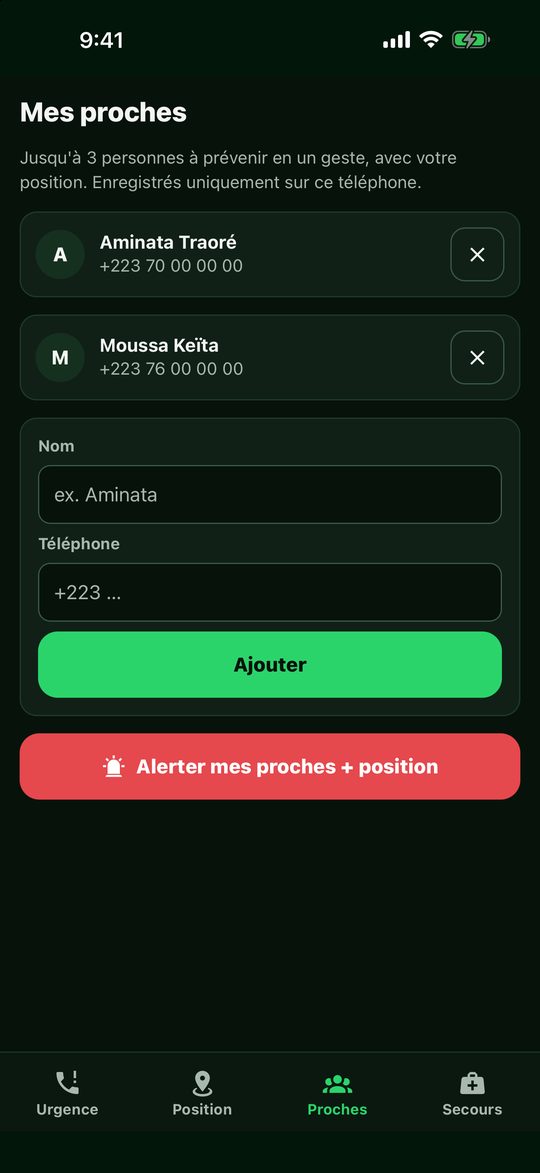 9:41
Mes proches
Jusqu'à 3 personnes à prévenir en un geste, avec votre
position. Enregistrés uniquement sur ce téléphone.
A
Aminata Traoré
+223 70 00 00 00
M
Moussa Keïta
+223 76 00 00 00
Nom
ex. Aminata
Téléphone
+223 ...
Ajouter
Alerter mes proches + position
Urgence
Position
Proches
Secours